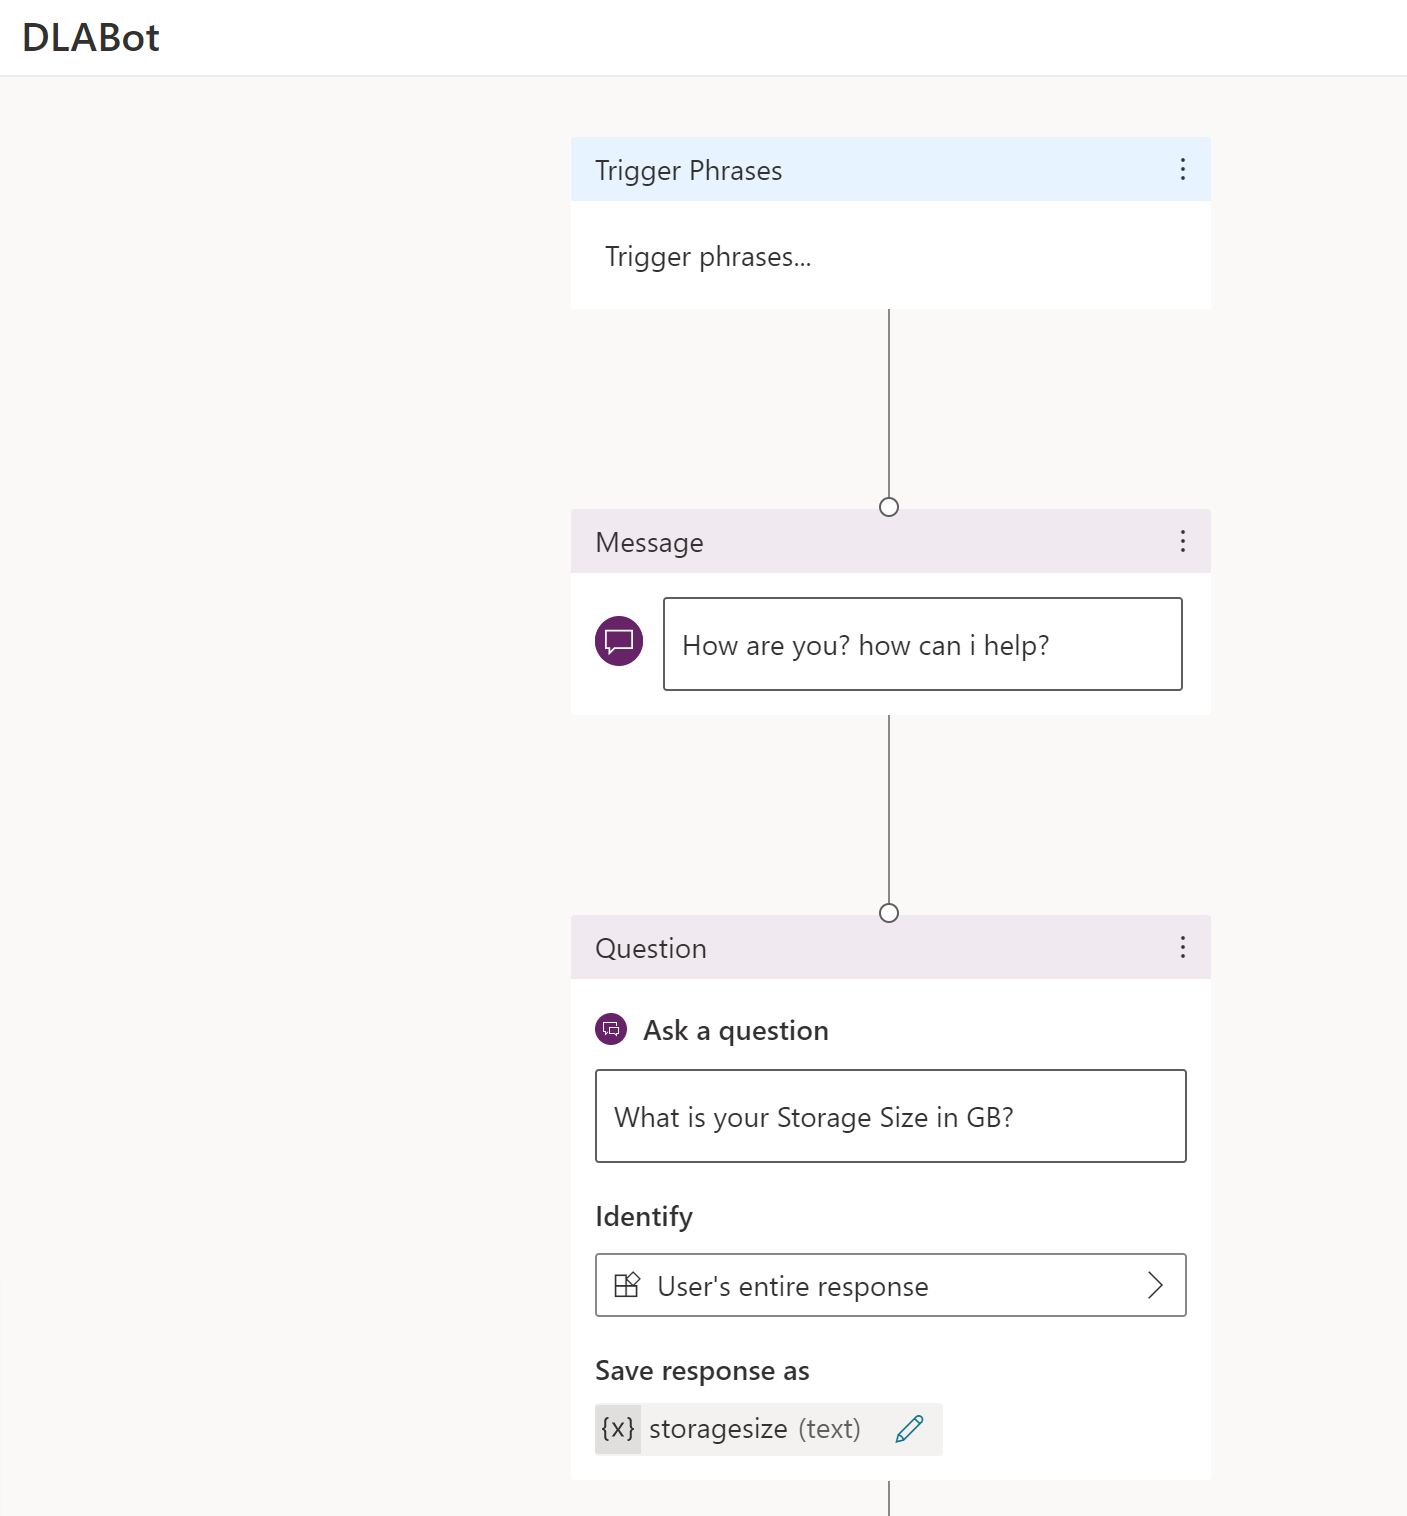 DLABot
Trigger Phrases
Trigger phrases...
Message
How are you? how can i help?
Question
Ask a question
What is your Storage Size in GB?
Identify
User's entire response
Save response as
{x} storagesize (text)